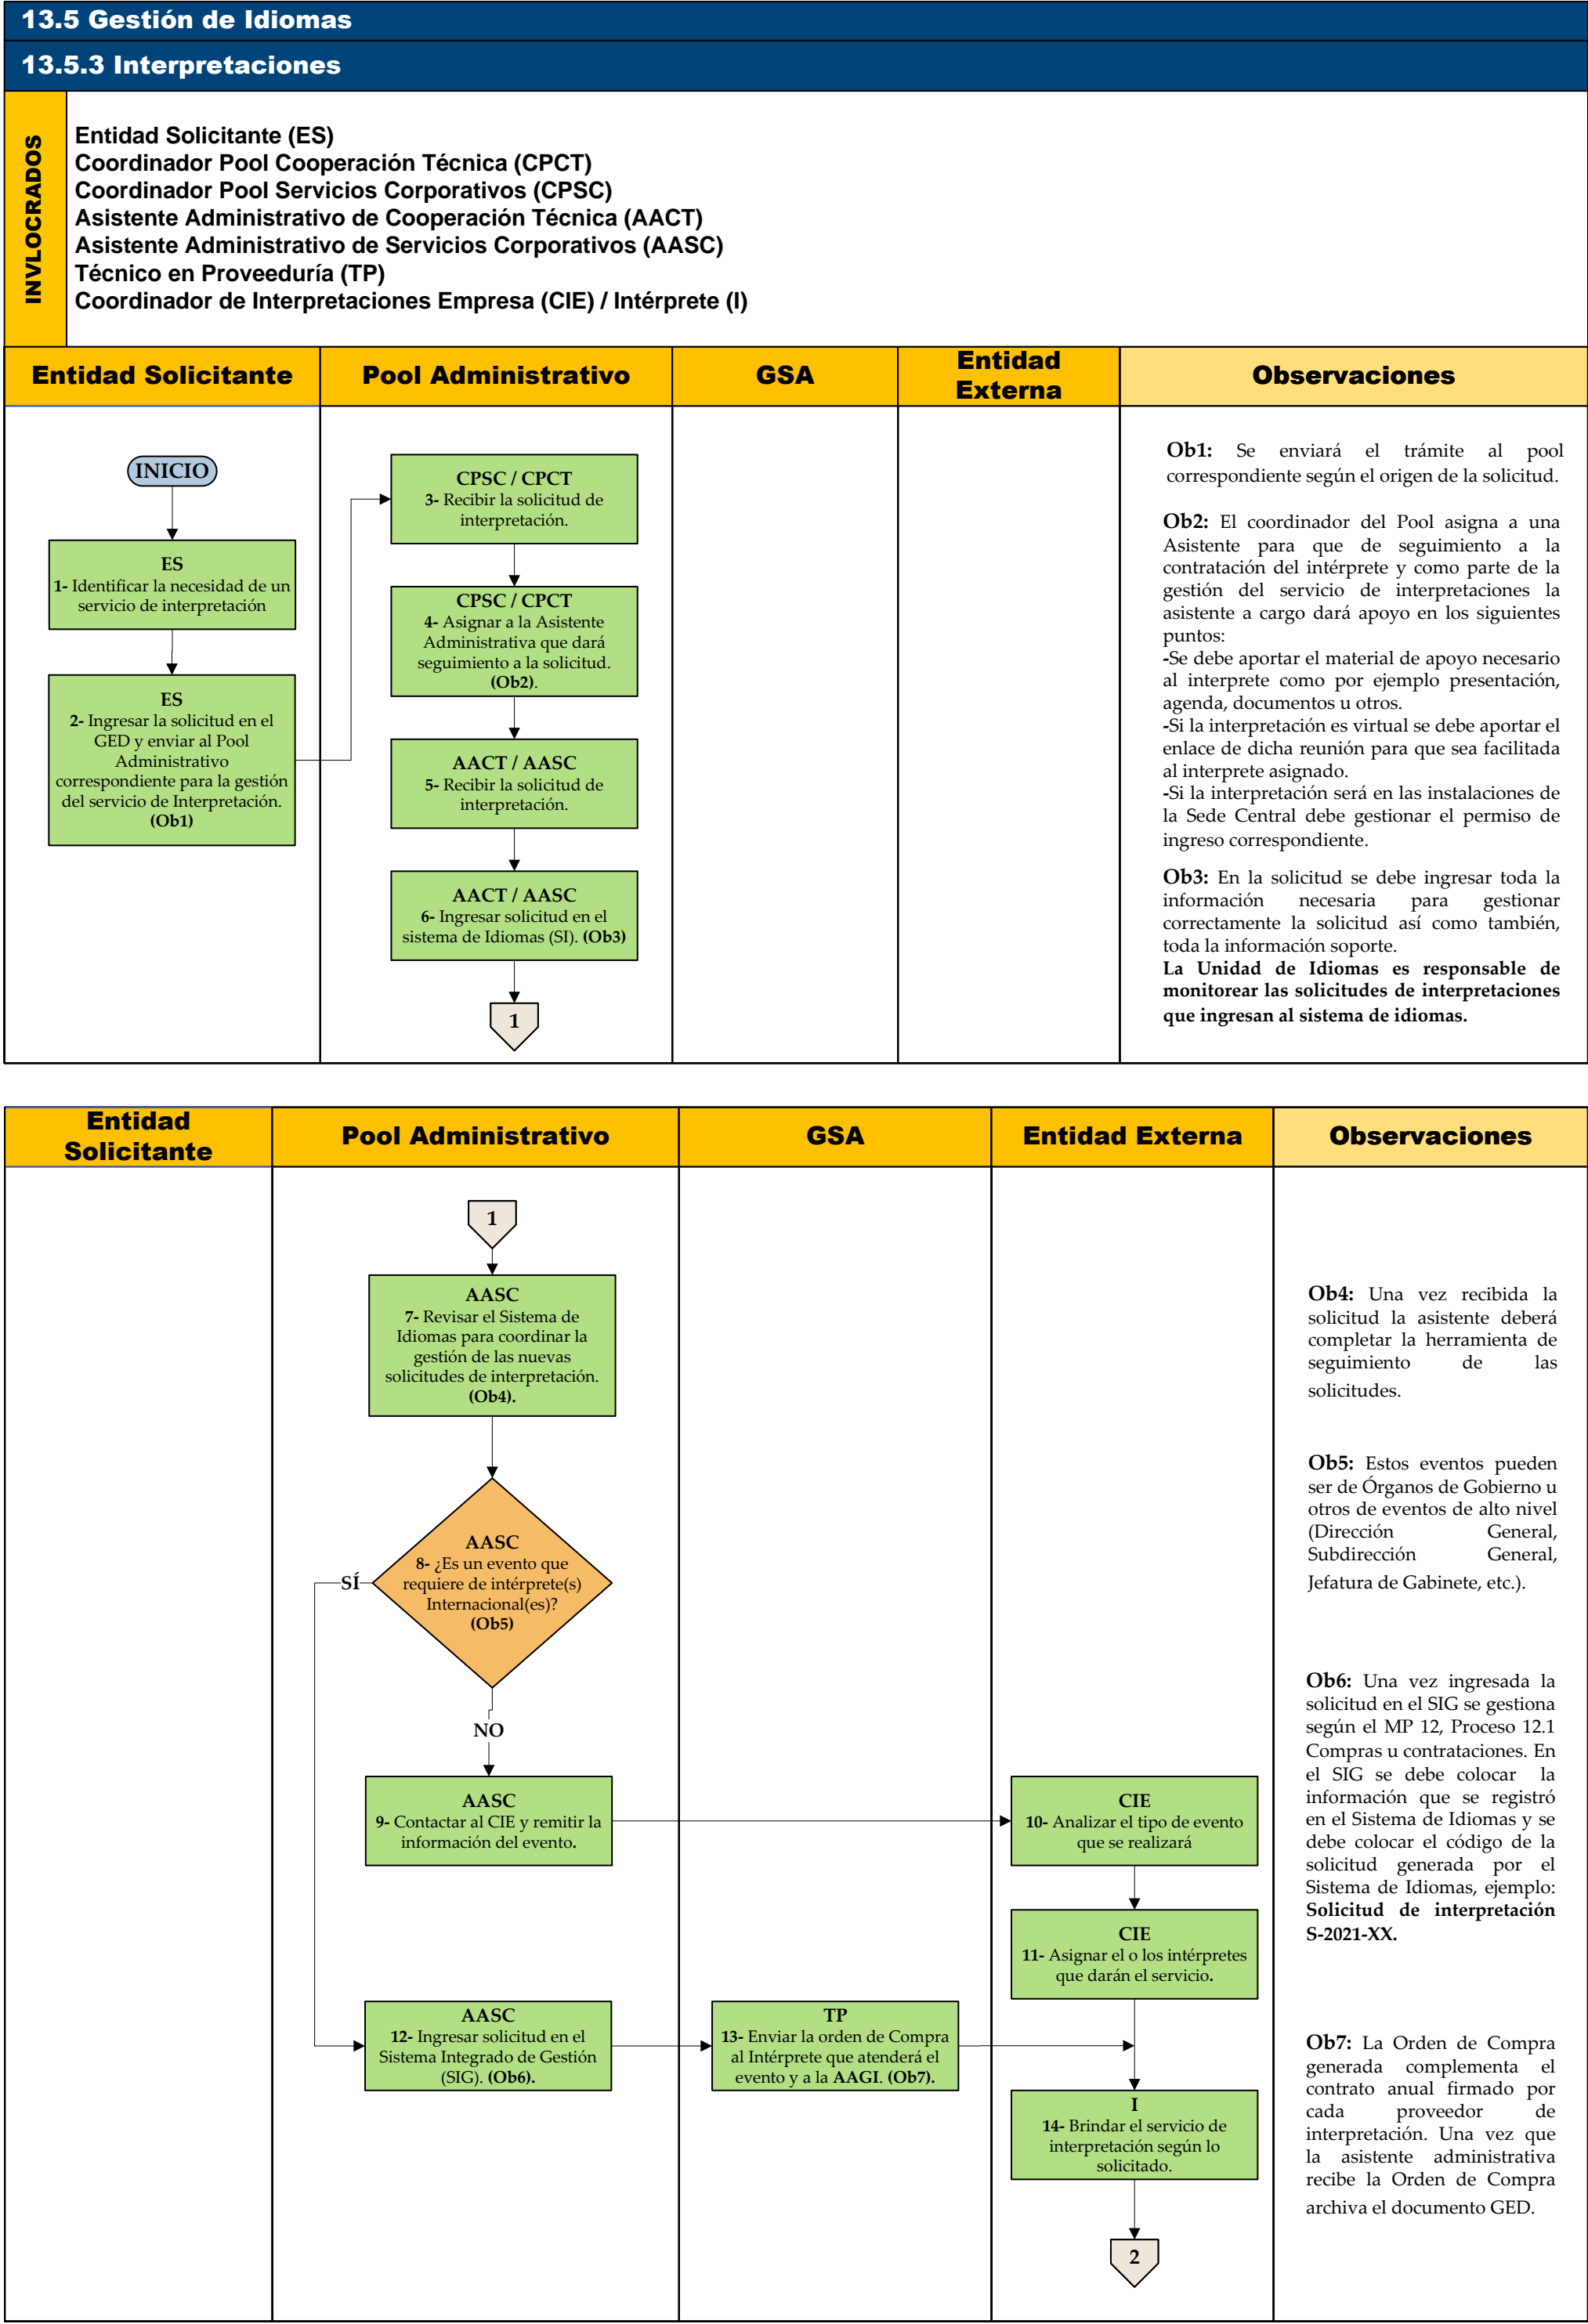 13.5 Gestión de Idiomas
13.5.3 Interpretaciones
INVLOCRADOS
Entidad Solicitante (ES)
Coordinador Pool Cooperación Técnica (CPCT)
Coordinador Pool Servicios Corporativos (CPSC)
Asistente Administrativo de Cooperación Técnica (AACT)
Asistente Administrativo de Servicios Corporativos (AASC)
Técnico en Proveeduría (TP)
Coordinador de Interpretaciones Empresa (CIE) / Intérprete (I)
Entidad Solicitante
Pool Administrativo
GSA
Entidad
Externa
Observaciones
INICIO
ES
1- Identificar la necesidad de un
servicio de interpretación
ES
2- Ingresar la solicitud en el
GED y enviar al Pool
Administrativo
correspondiente para la gestión
del servicio de Interpretación.
(Ob1)
CPSC / CPCT
3- Recibir la solicitud de
interpretación.
CPSC / CPCT
4- Asignar a la Asistente
Administrativa que dará
seguimiento a la solicitud.
(Ob2).
AACT / AASC
5- Recibir la solicitud de
interpretación.
AACT / AASC
6- Ingresar solicitud en el
sistema de Idiomas (SI). (Ob3)
1
Ob1: Se enviará el trámite al pool
correspondiente según el origen de la solicitud.
Ob2: El coordinador del Pool asigna a una
Asistente para que de seguimiento a la
contratación del intérprete y como parte de la
gestión del servicio de interpretaciones la
asistente a cargo dará apoyo en los siguientes
puntos:
-Se debe aportar el material de apoyo necesario
al interprete como por ejemplo presentación,
agenda, documentos u otros.
-Si la interpretación es virtual se debe aportar el
enlace de dicha reunión para que sea facilitada
al interprete asignado.
-Si la interpretación será en las instalaciones de
la Sede Central debe gestionar el permiso de
ingreso correspondiente.
Ob3: En la solicitud se debe ingresar toda la
información necesaria para gestionar
correctamente la solicitud así como también,
toda la información soporte.
La Unidad de Idiomas es responsable de
monitorear las solicitudes de interpretaciones
que ingresan al sistema de idiomas.
Entidad
Solicitante
Pool Administrativo
GSA
Entidad Externa
Observaciones
1
AASC
7- Revisar el Sistema de
Idiomas para coordinar la
gestión de las nuevas
solicitudes de interpretación.
(Ob4).
AASC
8- ¿Es un evento que
requiere de intérprete(s)
Internacional(es)?
(Ob5)
SÍ
NO
AASC
9- Contactar al CIE y remitir la
información del evento.
CIE
10- Analizar el tipo de evento
que se realizará
CIE
11- Asignar el o los intérpretes
que darán el servicio.
AASC
12- Ingresar solicitud en el
Sistema Integrado de Gestión
(SIG). (Ob6).
TP
13- Enviar la orden de Compra
al Intérprete que atenderá el
evento y a la AAGI. (Ob7).
I
14- Brindar el servicio de
interpretación según lo
solicitado.
2
Ob4: Una vez recibida la
solicitud la asistente deberá
completar la herramienta de
seguimiento de las
solicitudes.
Ob5: Estos eventos pueden
ser de Órganos de Gobierno u
otros de eventos de alto nivel
(Dirección General,
Subdirección General,
Jefatura de Gabinete, etc.).
Ob6: Una vez ingresada la
solicitud en el SIG se gestiona
según el MP 12, Proceso 12.1
Compras u contrataciones. En
el SIG se debe colocar la
información que se registró
en el Sistema de Idiomas y se
debe colocar el código de la
solicitud generada por el
Sistema de Idiomas, ejemplo:
Solicitud de interpretación
S-2021-XX.
Ob7: La Orden de Compra
generada complementa el
contrato anual firmado por
cada proveedor de
interpretación. Una vez que
la asistente administrativa
recibe la Orden de Compra
archiva el documento GED.